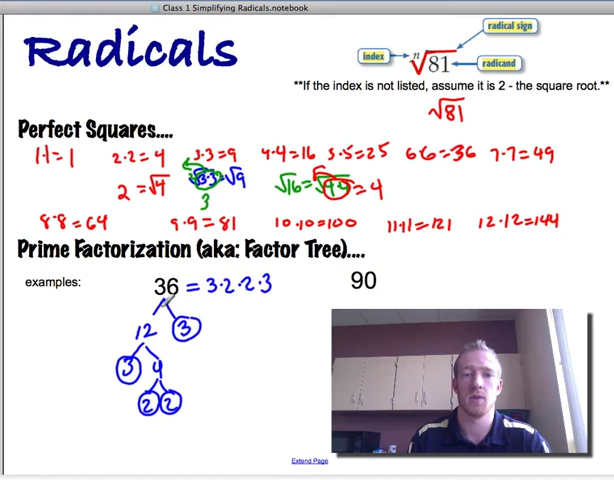 Class 1 Simplifying Radicals.notebook
Radicals
radical sign
index
n√81
radicand
**If the index is not listed, assume it is 2 - the square root.**
√81
Perfect Squares....
1·1=1 2·2=4 3·3=9 4·4=16 5·5=25 6·6=36 7·7=49
2=√4 √3·3=√9 √16=√4·4=4
3
8·8=64 9·9=81 10·10=100 11·11=121 12·12=144
Prime Factorization (aka: Factor Tree)....
examples: 36 = 3·2·2·3 90
12 3
3 4
2 2
Extend Page